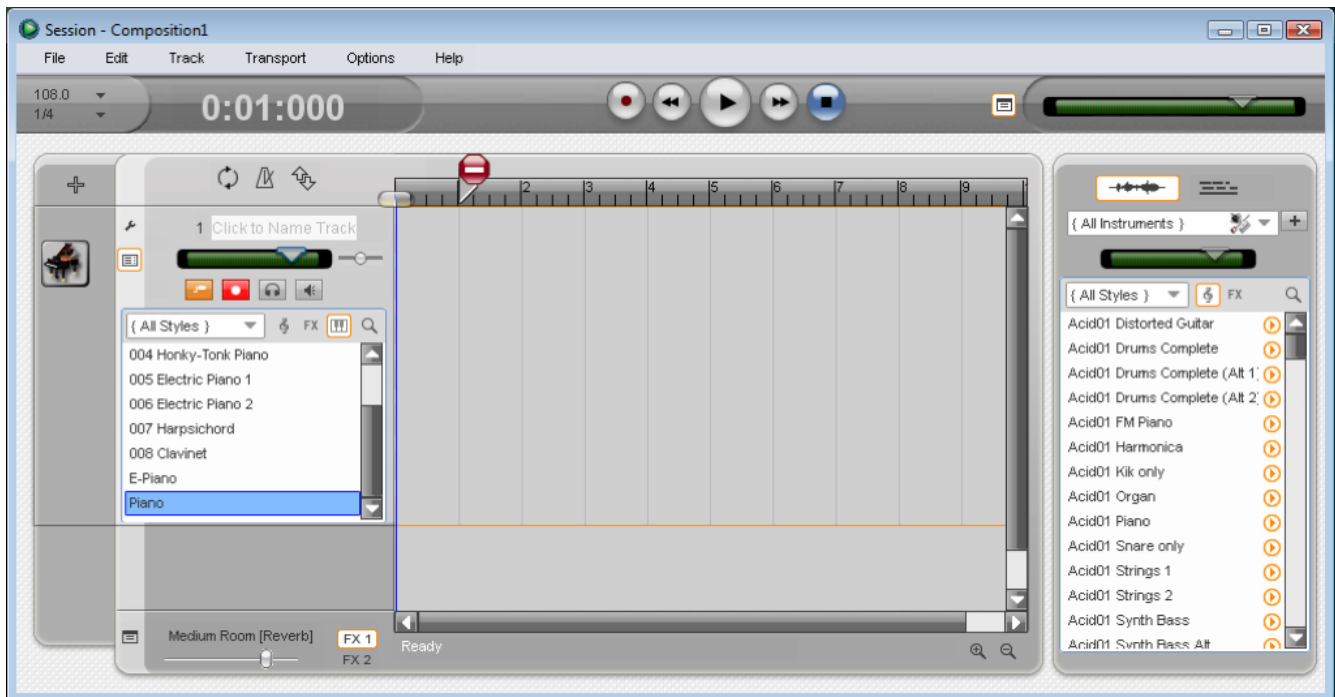 Session - Composition1
File Edit Track Transport Options Help
108.0
1/4
0:01:000
2 3 4 5 6 7 8 9
1 Click to Name Track
{ All Styles } FX
004 Honky-Tonk Piano
005 Electric Piano 1
006 Electric Piano 2
007 Harpsichord
008 Clavinet
E-Piano
Piano
Medium Room [Reverb] FX 1
FX 2
Ready
{ All Instruments }
{ All Styles } FX
Acid01 Distorted Guitar
Acid01 Drums Complete
Acid01 Drums Complete (Alt 1)
Acid01 Drums Complete (Alt 2)
Acid01 FM Piano
Acid01 Harmonica
Acid01 Kik only
Acid01 Organ
Acid01 Piano
Acid01 Snare only
Acid01 Strings 1
Acid01 Strings 2
Acid01 Synth Bass
Acid01 Synth Bass Alt